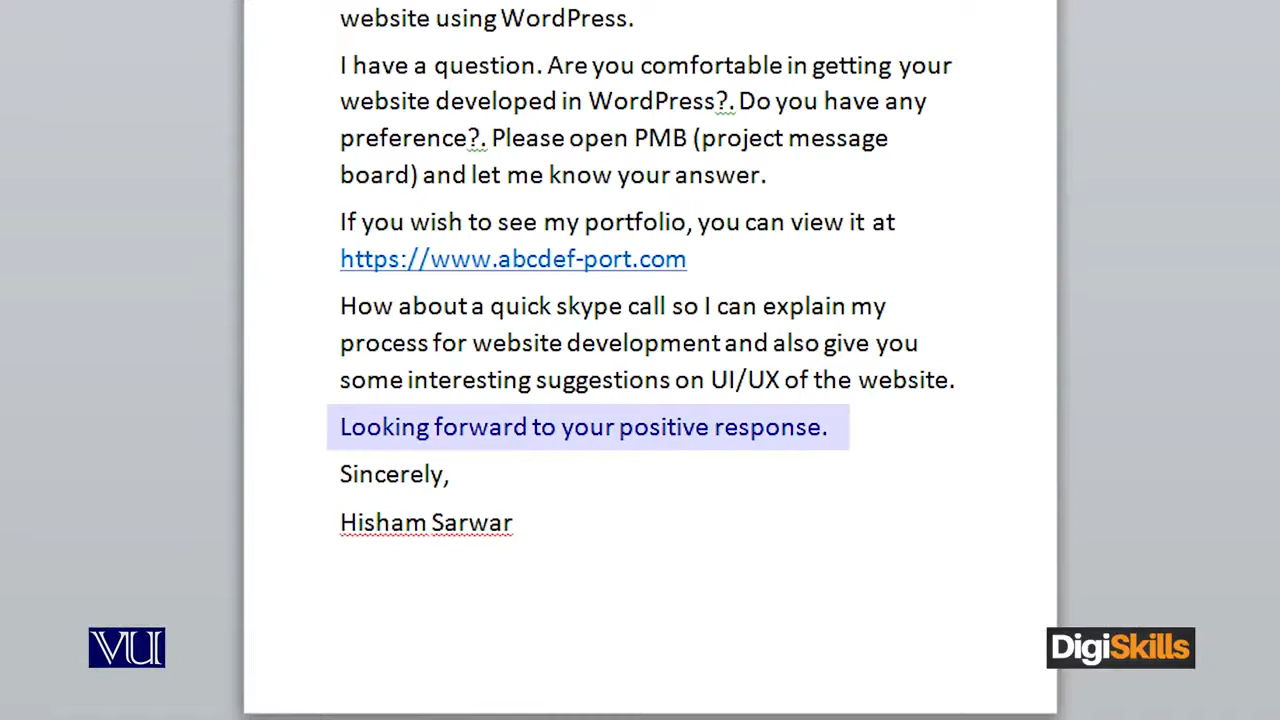 website using WordPress.
I have a question. Are you comfortable in getting your
website developed in WordPress?. Do you have any
preference?. Please open PMB (project message
board) and let me know your answer.
If you wish to see my portfolio, you can view it at
https://www.abcdef-port.com
How about a quick skype call so I can explain my
process for website development and also give you
some interesting suggestions on UI/UX of the website.
Looking forward to your positive response.
Sincerely,
Hisham Sarwar
VU
DigiSkills